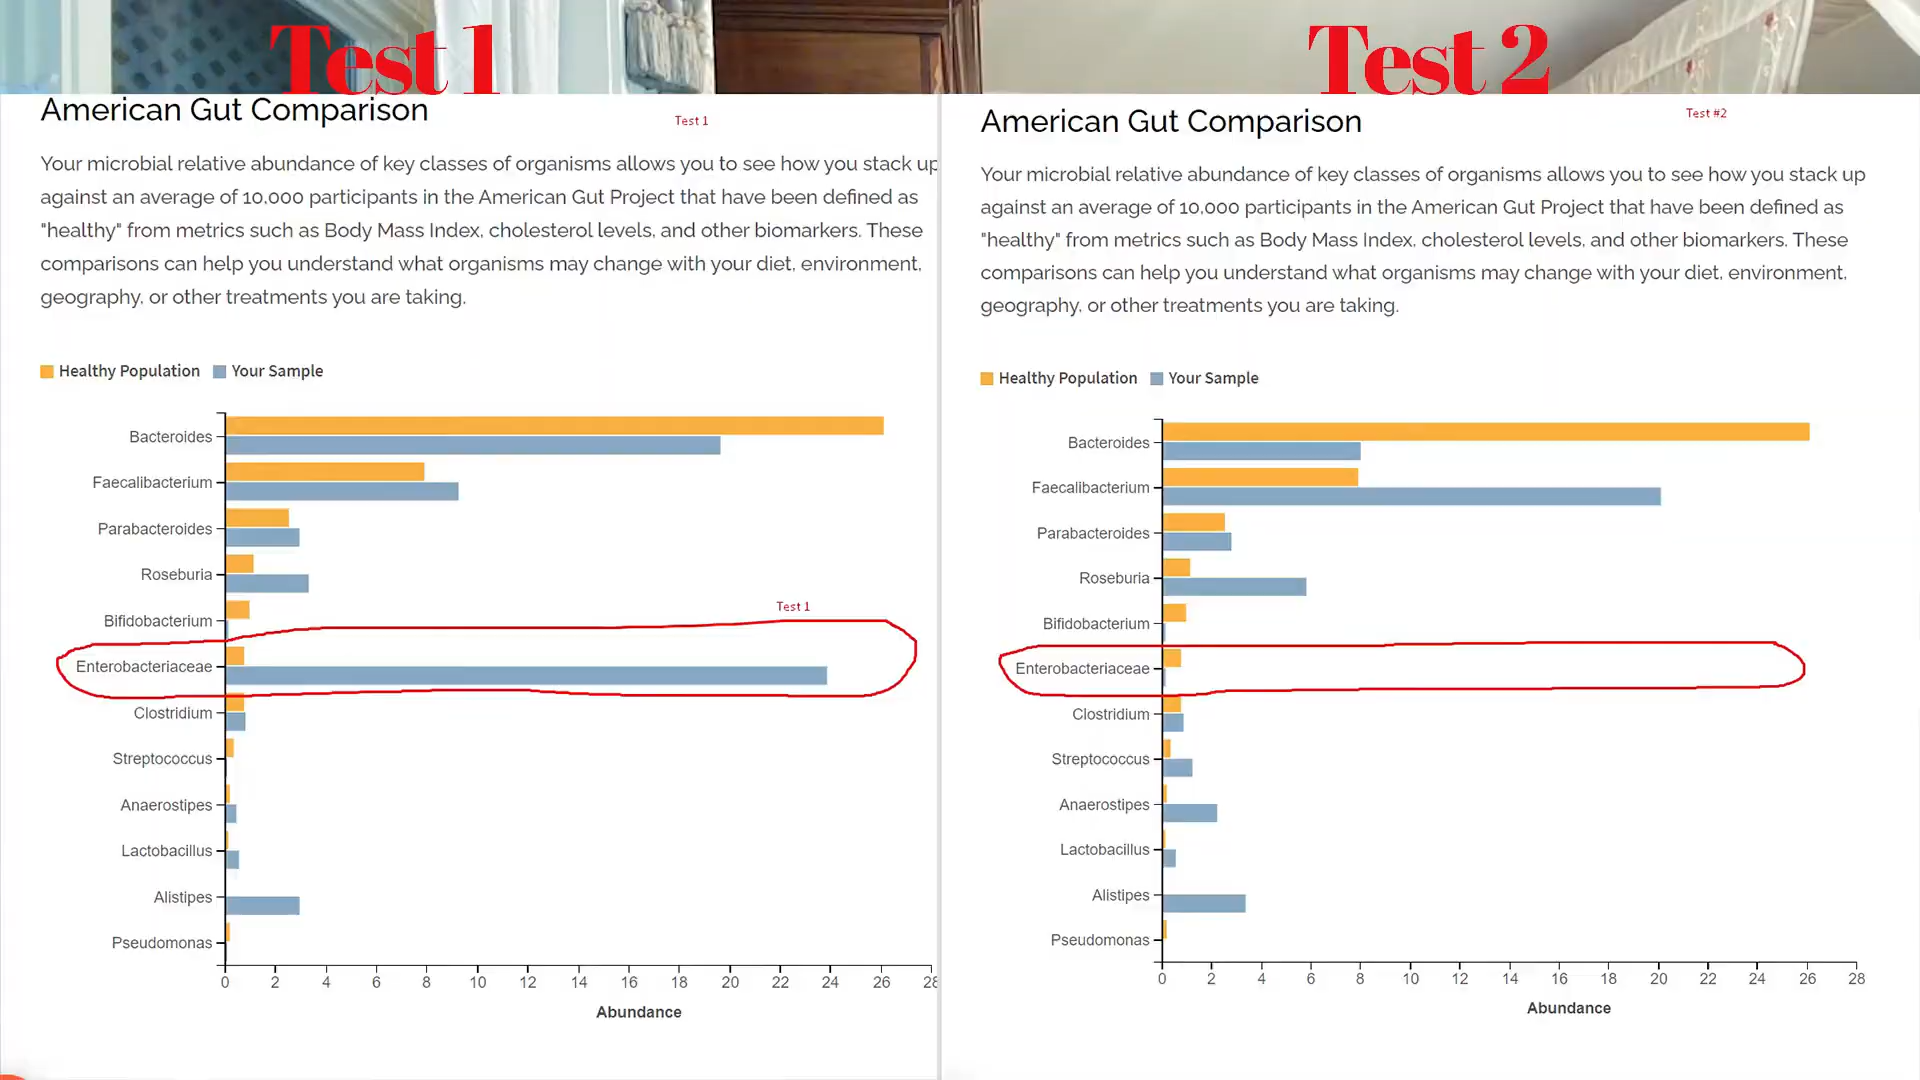 Test 1
American Gut Comparison
Test 1
Your microbial relative abundance of key classes of organisms allows you to see how you stack up
against an average of 10,000 participants in the American Gut Project that have been defined as
"healthy" from metrics such as Body Mass Index, cholesterol levels, and other biomarkers. These
comparisons can help you understand what organisms may change with your diet, environment,
geography, or other treatments you are taking.
Healthy Population Your Sample
Bacteroides
Faecalibacterium
Parabacteroides
Roseburia
Bifidobacterium
Test 1
Enterobacteriaceae
Clostridium
Streptococcus
Anaerostipes
Lactobacillus
Alistipes
Pseudomonas
0 2 4 6 8 10 12 14 16 18 20 22 24 26 28
Abundance
Test 2
American Gut Comparison
Test #2
Your microbial relative abundance of key classes of organisms allows you to see how you stack up
against an average of 10,000 participants in the American Gut Project that have been defined as
"healthy" from metrics such as Body Mass Index, cholesterol levels, and other biomarkers. These
comparisons can help you understand what organisms may change with your diet, environment,
geography, or other treatments you are taking.
Healthy Population Your Sample
Bacteroides
Faecalibacterium
Parabacteroides
Roseburia
Bifidobacterium
Enterobacteriaceae
Clostridium
Streptococcus
Anaerostipes
Lactobacillus
Alistipes
Pseudomonas
0 2 4 6 8 10 12 14 16 18 20 22 24 26 28
Abundance